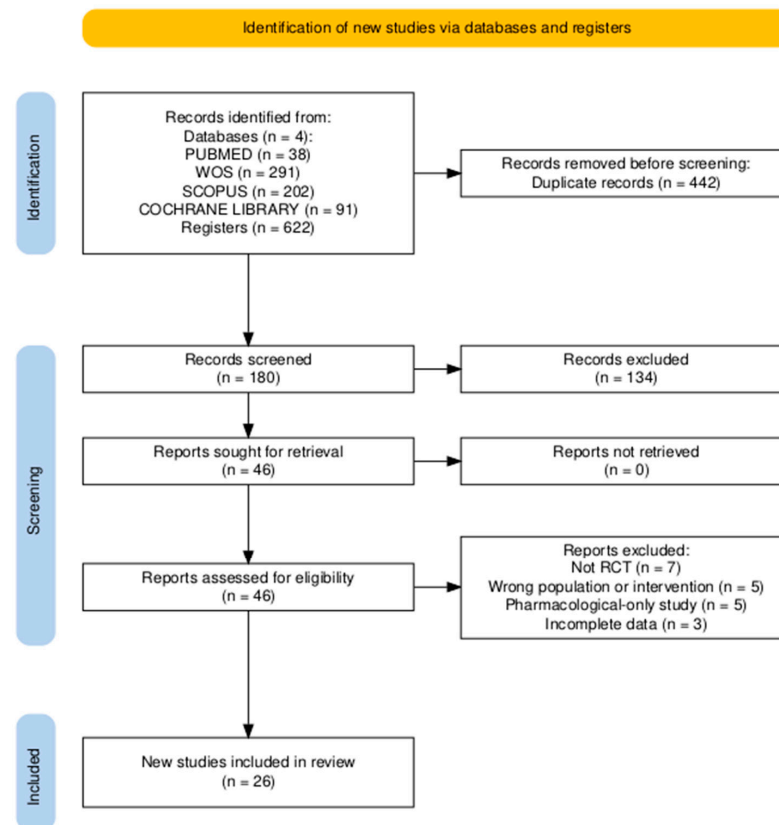 Identification of new studies via databases and registers
Identification
Records identified from:
Databases (n = 4):
PUBMED (n = 38)
WOS (n = 291)
SCOPUS (n = 202)
COCHRANE LIBRARY (n = 91)
Registers (n = 622)
Records removed before screening:
Duplicate records (n = 442)
Screening
Records screened
(n = 180)
Records excluded
(n = 134)
Reports sought for retrieval
(n = 46)
Reports not retrieved
(n = 0)
Reports assessed for eligibility
(n = 46)
Reports excluded:
Not RCT (n = 7)
Wrong population or intervention (n = 5)
Pharmacological-only study (n = 5)
Incomplete data (n = 3)
Included
New studies included in review
(n = 26)